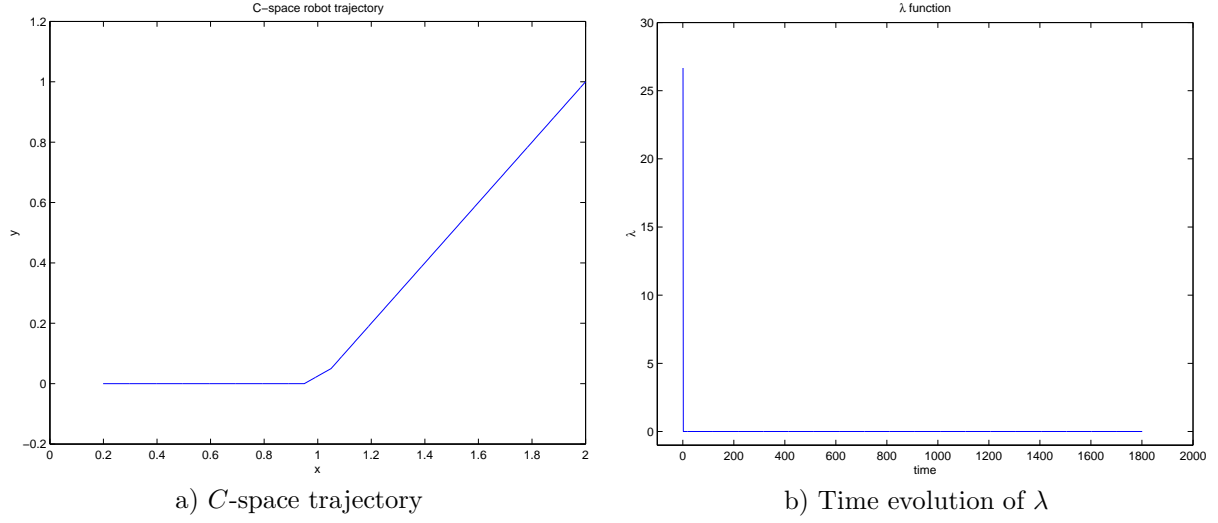 C−space robot trajectory
1.2
1
0.8
0.6
0.4
0.2
0
−0.2
y
0 0.2 0.4 0.6 0.8 1 1.2 1.4 1.6 1.8 2
x
a) C-space trajectory
λ function
30
25
20
15
10
5
0
λ
0 200 400 600 800 1000 1200 1400 1600 1800 2000
time
b) Time evolution of λ